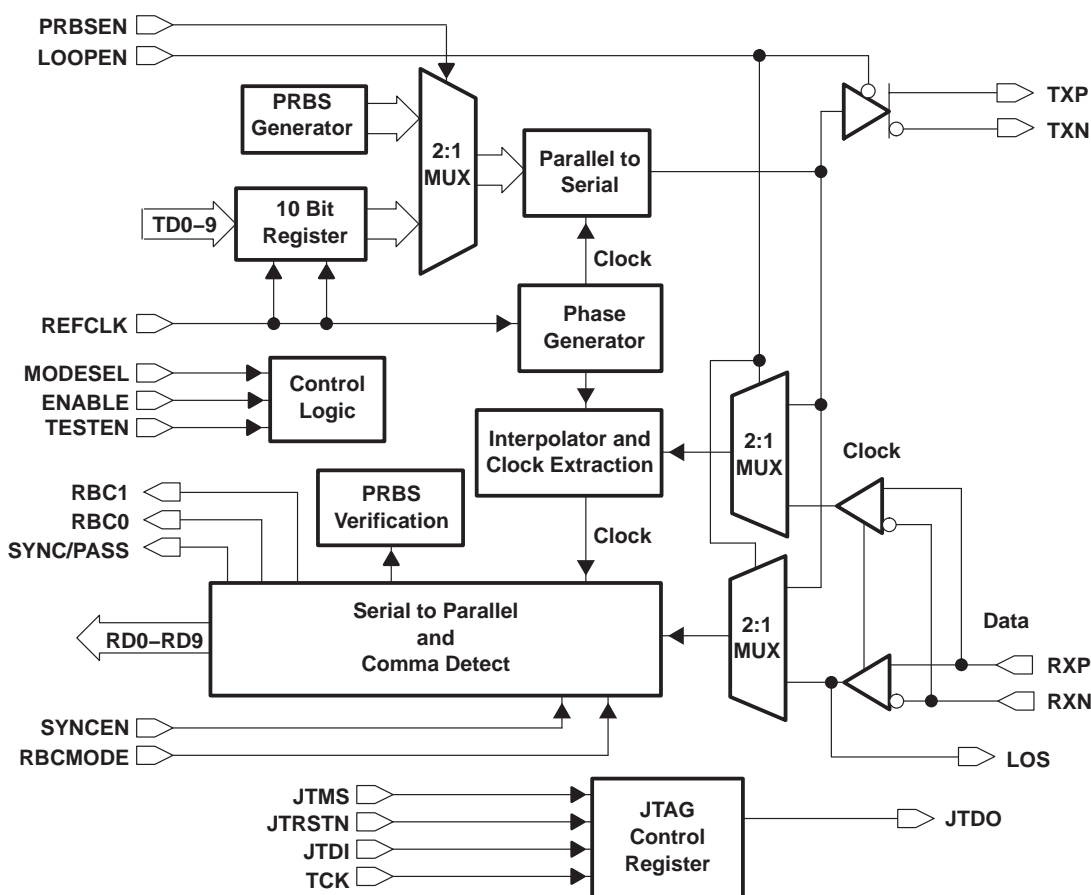 PRBSEN
LOOPEN
PRBS
Generator
2:1
MUX
Parallel to
Serial
TXP
TXN
TD0–9
10 Bit
Register
Clock
REFCLK
Phase
Generator
MODESEL
ENABLE
TESTEN
Control
Logic
Interpolator and
Clock Extraction
2:1
MUX
Clock
RBC1
RBC0
SYNC/PASS
PRBS
Verification
Clock
RD0–RD9
Serial to Parallel
and
Comma Detect
2:1
MUX
Data
RXP
RXN
SYNCEN
RBCMODE
LOS
JTMS
JTRSTN
JTDI
TCK
JTAG
Control
Register
JTDO